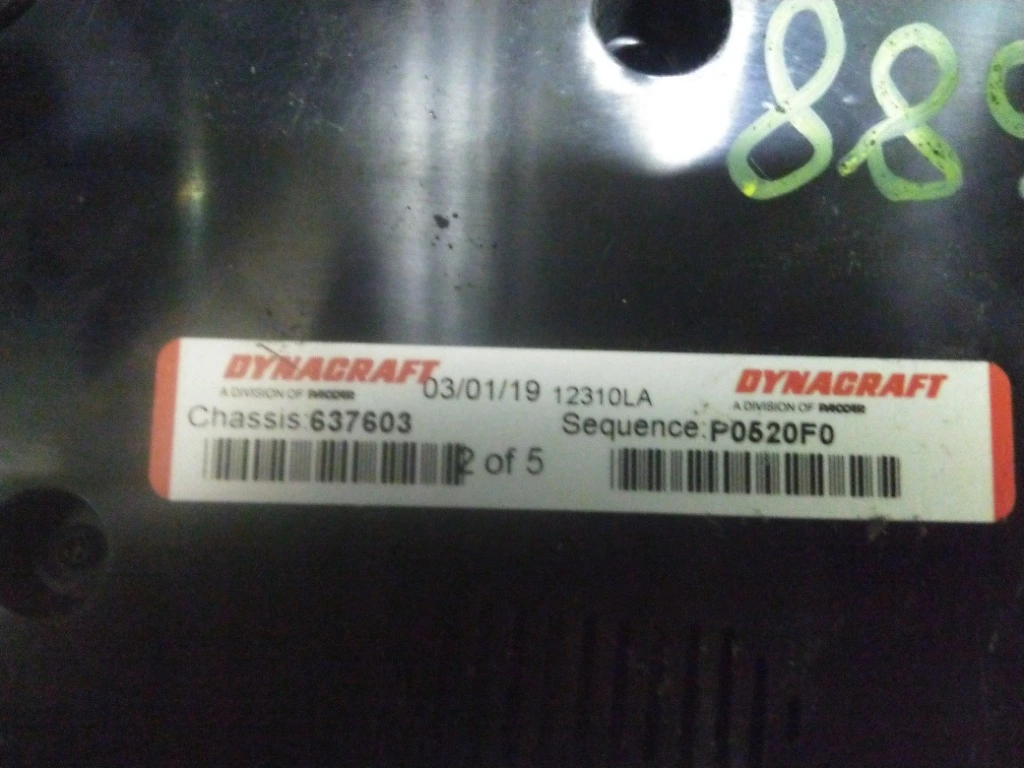 88
DYNACRAFT
A DIVISION OF PACCAR
03/01/19 12310LA
DYNACRAFT
A DIVISION OF PACCAR
Chassis:637603
Sequence:P0520F0
2 of 5